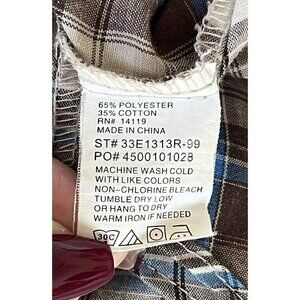 65% POLYESTER
35% COTTON
RN# 14119
MADE IN CHINA
ST# 33E1313R-99
PO# 4500101028
MACHINE WASH COLD
WITH LIKE COLORS
NON-CHLORINE BLEACH
TUMBLE DRY LOW
OR HANG TO DRY
WARM IRON IF NEEDED
30C